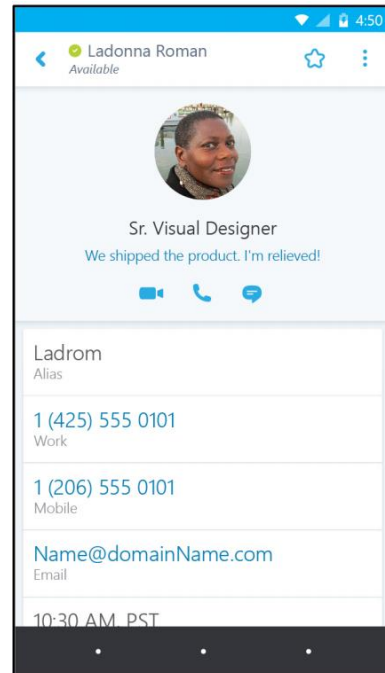 4:50
Ladonna Roman
Available
Sr. Visual Designer
We shipped the product. I'm relieved!
Ladrom
Alias
1 (425) 555 0101
Work
1 (206) 555 0101
Mobile
Name@domainName.com
Email
10:30 AM, PST